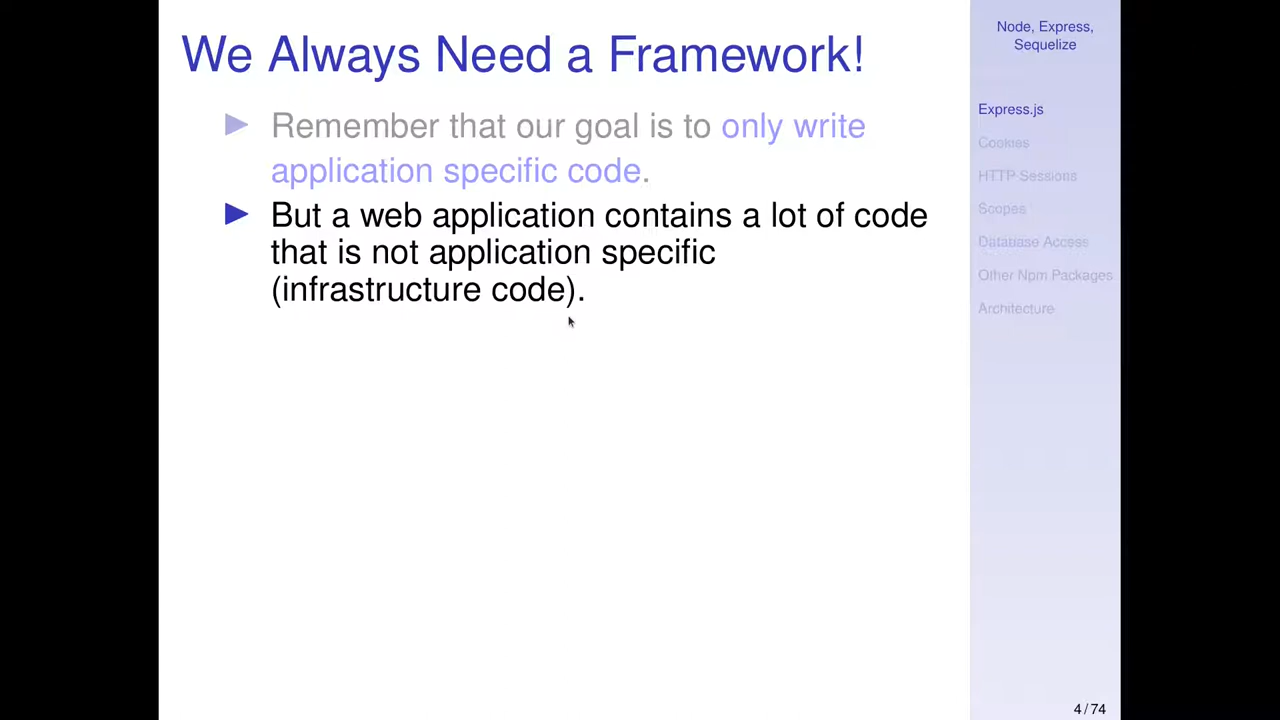 We Always Need a Framework!
Remember that our goal is to only write
application specific code.
But a web application contains a lot of code
that is not application specific
(infrastructure code).
Node, Express,
Sequelize
Express.js
Cookies
HTTP Sessions
Scopes
Database Access
Other Npm Packages
Architecture
4 / 74